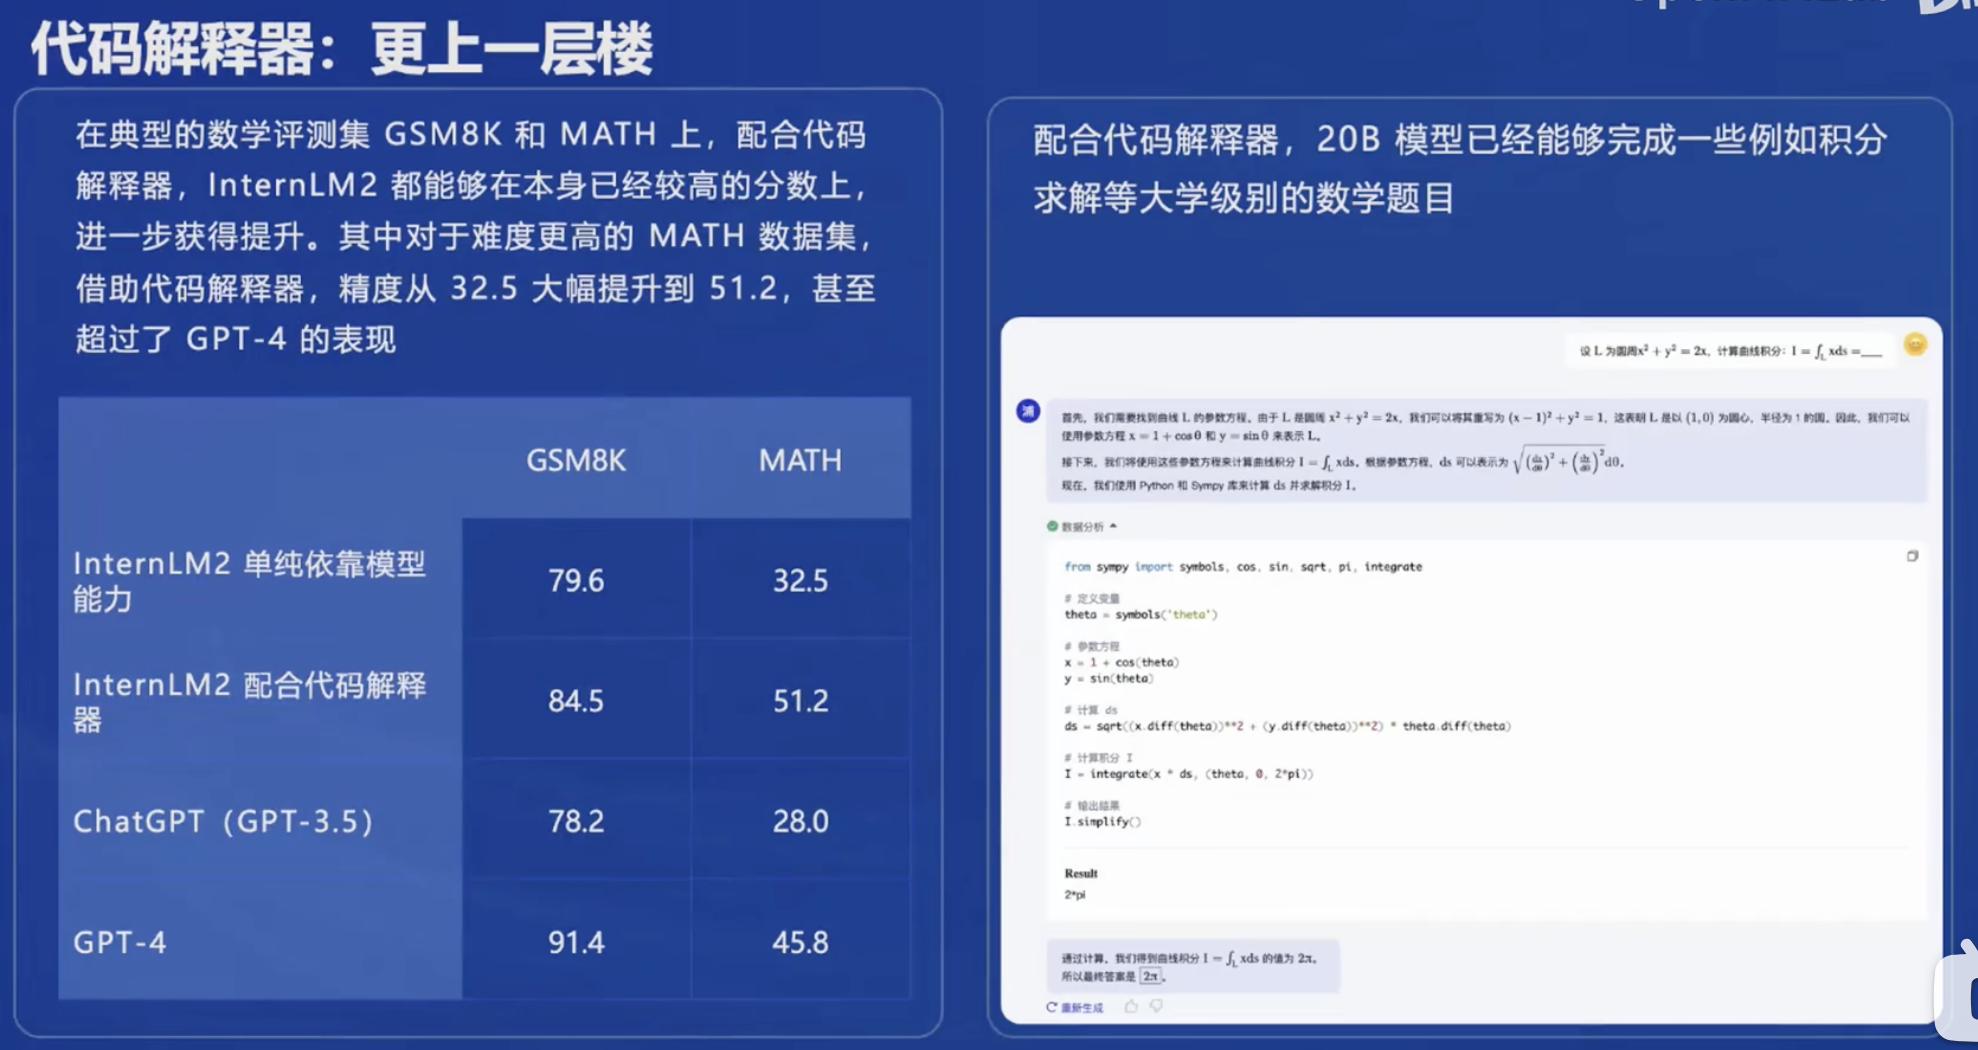 代码解释器：更上一层楼
在典型的数学评测集 GSM8K 和 MATH 上，配合代码
解释器，InternLM2 都能够在本身已经较高的分数上，
进一步获得提升。其中对于难度更高的 MATH 数据集，
借助代码解释器，精度从 32.5 大幅提升到 51.2，甚至
超过了 GPT-4 的表现
GSM8K MATH
InternLM2 单纯依靠模型
能力
79.6 32.5
InternLM2 配合代码解释
器
84.5 51.2
ChatGPT（GPT-3.5） 78.2 28.0
GPT-4 91.4 45.8
配合代码解释器，20B 模型已经能够完成一些例如积分
求解等大学级别的数学题目
设 L 为圆周x² + y² = 2x，计算曲线积分：I = ∫_L xds =___
浦
首先，我们需要找到曲线 L 的参数方程。由于 L 是圆周 x² + y² = 2x，我们可以将其重写为 (x − 1)² + y² = 1，这表明 L 是以 (1, 0) 为圆心，半径为 1 的圆。因此，我们可以
使用参数方程 x = 1 + cos θ 和 y = sin θ 来表示 L。
接下来，我们将使用这些参数方程来计算曲线积分 I = ∫_L xds。根据参数方程，ds 可以表示为 √((dx/dθ)² + (dy/dθ)²)dθ。
现在，我们使用 Python 和 Sympy 库来计算 ds 并求解积分 I。
数据分析
from sympy import symbols, cos, sin, sqrt, pi, integrate
# 定义变量
theta = symbols('theta')
# 参数方程
x = 1 + cos(theta)
y = sin(theta)
# 计算 ds
ds = sqrt((x.diff(theta))**2 + (y.diff(theta))**2) * theta.diff(theta)
# 计算积分 I
I = integrate(x * ds, (theta, 0, 2*pi))
# 输出结果
I.simplify()
Result
2*pi
通过计算，我们得到曲线积分 I = ∫_L xds 的值为 2π。
所以最终答案是 2π。
重新生成